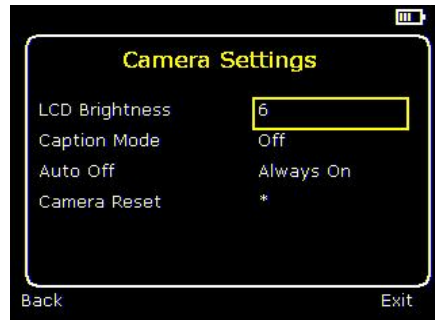 Camera Settings
LCD Brightness 6
Caption Mode Off
Auto Off Always On
Camera Reset *
Back Exit